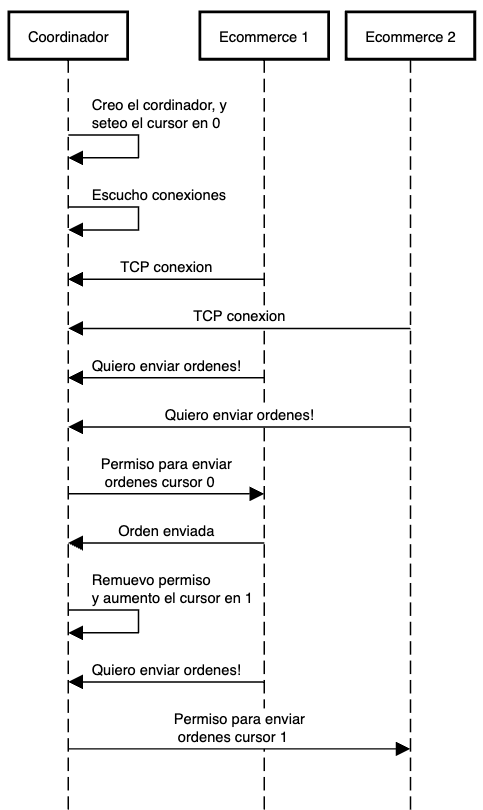 Coordinador
Ecommerce 1
Ecommerce 2
Creo el cordinador, y
seteo el cursor en 0
Escucho conexiones
TCP conexion
TCP conexion
Quiero enviar ordenes!
Quiero enviar ordenes!
Permiso para enviar
ordenes cursor 0
Orden enviada
Remuevo permiso
y aumento el cursor en 1
Quiero enviar ordenes!
Permiso para enviar
ordenes cursor 1